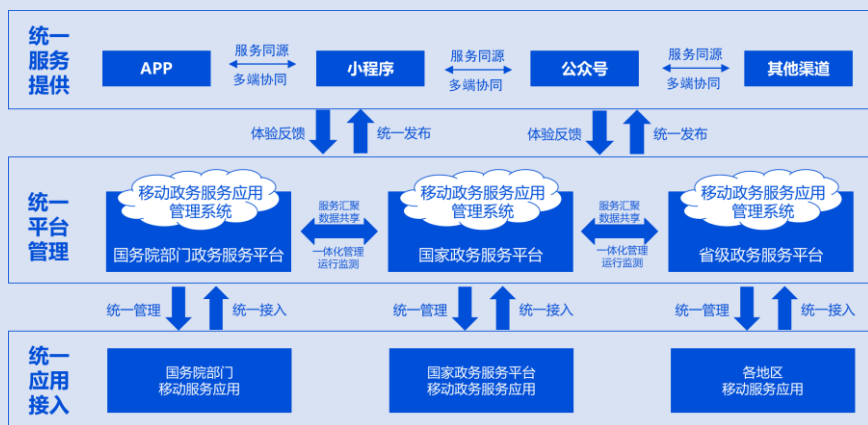 统一
服务
提供
APP
服务同源
多端协同
小程序
服务同源
多端协同
公众号
服务同源
多端协同
其他渠道
体验反馈
统一发布
体验反馈
统一发布
统一
平台
管理
移动政务服务应用
管理系统
国务院部门政务服务平台
服务汇聚
数据共享
一体化管理
运行监测
移动政务服务应用
管理系统
国家政务服务平台
服务汇聚
数据共享
一体化管理
运行监测
移动政务服务应用
管理系统
省级政务服务平台
统一管理
统一接入
统一管理
统一接入
统一管理
统一接入
统一
应用
接入
国务院部门
移动服务应用
国家政务服务平台
移动政务服务应用
各地区
移动服务应用